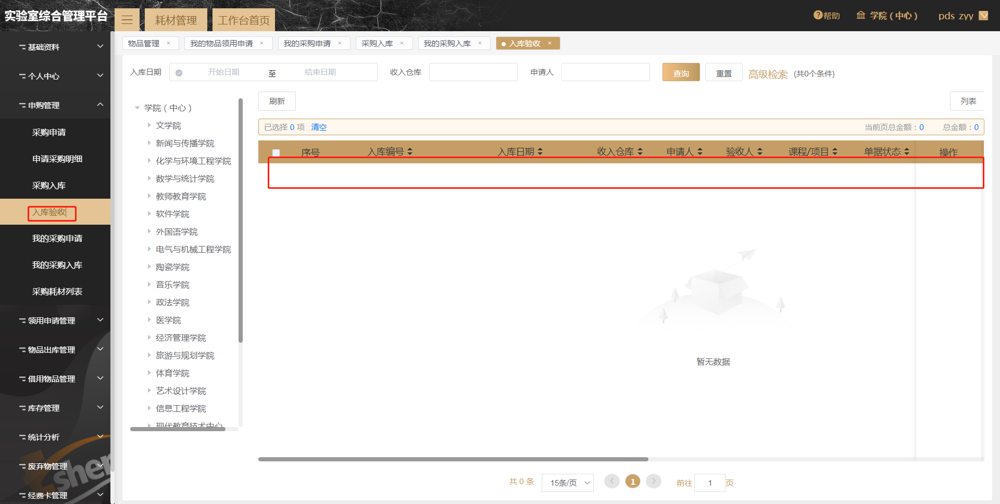 实验室综合管理平台
耗材管理
工作台首页
帮助
学院（中心）
pds zyy
基础资料
个人中心
申购管理
采购申请
申请采购明细
采购入库
入库验收
我的采购申请
我的采购入库
采购耗材列表
领用申请管理
物品出库管理
借用物品管理
库存管理
统计分析
废弃物管理
经费卡管理
sher
物品管理 ×
我的物品领用申请 ×
我的采购申请 ×
采购入库 ×
我的采购入库 ×
入库验收 ×
入库日期 开始日期 至 结束日期 收入仓库 申请人 查询 重置 高级检索 (共0个条件)
学院（中心）
文学院
新闻与传播学院
化学与环境工程学院
数学与统计学院
教师教育学院
软件学院
外国语学院
电气与机械工程学院
陶瓷学院
音乐学院
政法学院
医学院
经济管理学院
旅游与规划学院
体育学院
艺术设计学院
信息工程学院
现代教育技术中心
刷新 列表
已选择 0 项 清空 当前页总金额：0 总金额：0
序号 入库编号 入库日期 收入仓库 申请人 验收人 课程/项目 单据状态 操作
暂无数据
共 0 条 15条/页 1 前往 1 页